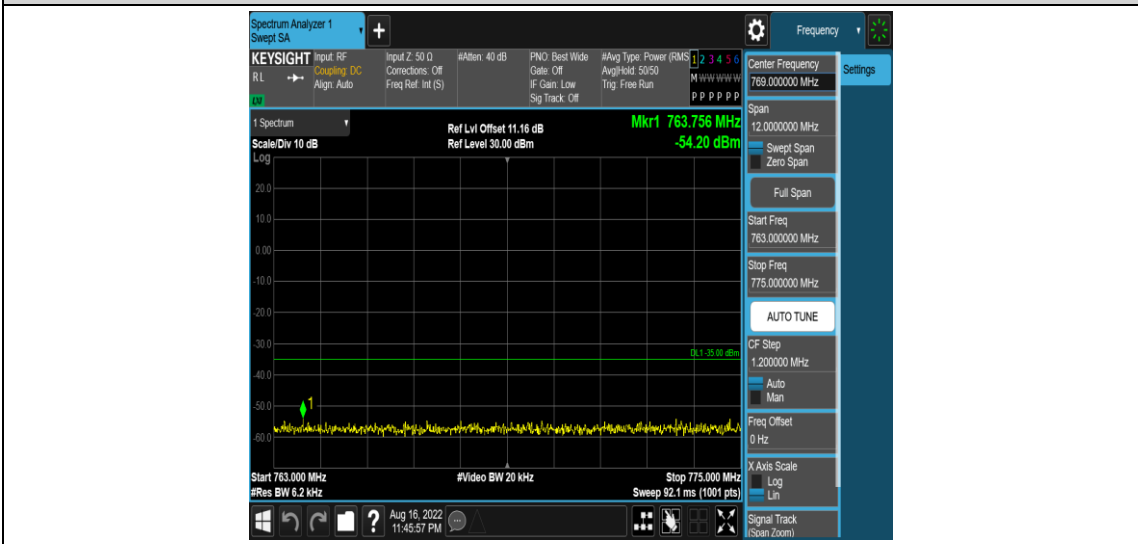 Spectrum Analyzer 1
Swept SA
+
Frequency
KEYSIGHT
RL
LXI
Input: RF
Coupling: DC
Align: Auto
Input Z: 50 Ω
Corrections: Off
Freq Ref: Int (S)
#Atten: 40 dB
PNO: Best Wide
Gate: Off
IF Gain: Low
Sig Track: Off
#Avg Type: Power (RMS
Avg|Hold: 50/50
Trig: Free Run
1 2 3 4 5 6
M W W W W W
P P P P P P
1 Spectrum
Scale/Div 10 dB
Log
Ref Lvl Offset 11.16 dB
Ref Level 30.00 dBm
Mkr1 763.756 MHz
-54.20 dBm
20.0
10.0
0.00
-10.0
-20.0
-30.0
DL1 -35.00 dBm
-40.0
-50.0
1
-60.0
Start 763.000 MHz
#Video BW 20 kHz
Stop 775.000 MHz
#Res BW 6.2 kHz
Sweep 92.1 ms (1001 pts)
?
Aug 16, 2022
11:45:57 PM
Center Frequency
769.000000 MHz
Settings
Span
12.0000000 MHz
Swept Span
Zero Span
Full Span
Start Freq
763.000000 MHz
Stop Freq
775.000000 MHz
AUTO TUNE
CF Step
1.200000 MHz
Auto
Man
Freq Offset
0 Hz
X Axis Scale
Log
Lin
Signal Track
(Span Zoom)